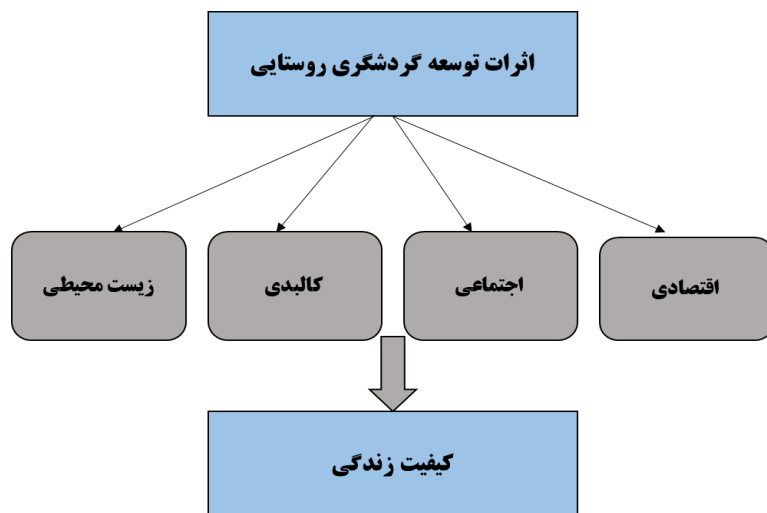 اثرات توسعه گردشگری روستایی
اقتصادی
اجتماعی
کالبدی
زیست محیطی
کیفیت زندگی